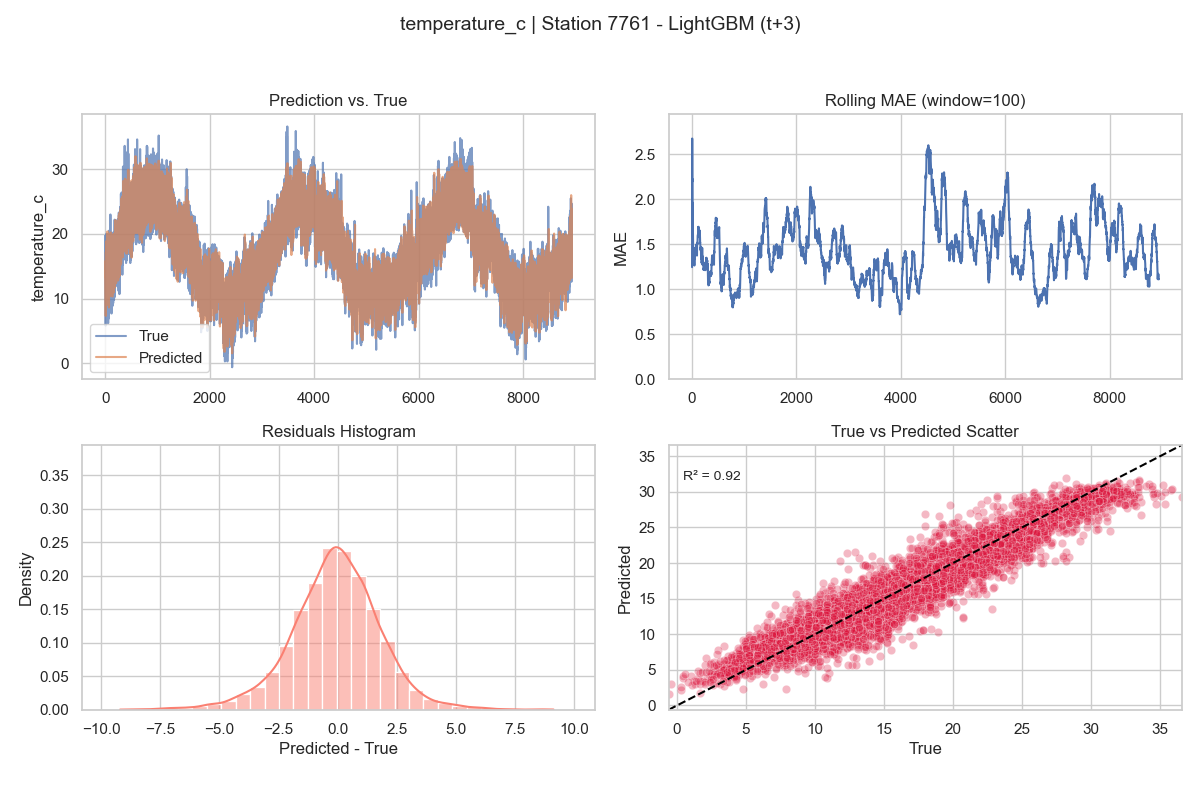 temperature_c | Station 7761 - LightGBM (t+3)
Prediction vs. True
temperature_c
30
20
10
0
True
Predicted
0 2000 4000 6000 8000
Rolling MAE (window=100)
MAE
2.5
2.0
1.5
1.0
0.5
0.0
0 2000 4000 6000 8000
Residuals Histogram
Density
0.35
0.30
0.25
0.20
0.15
0.10
0.05
0.00
−10.0 −7.5 −5.0 −2.5 0.0 2.5 5.0 7.5 10.0
Predicted - True
True vs Predicted Scatter
R² = 0.92
Predicted
35
30
25
20
15
10
5
0
0 5 10 15 20 25 30 35
True